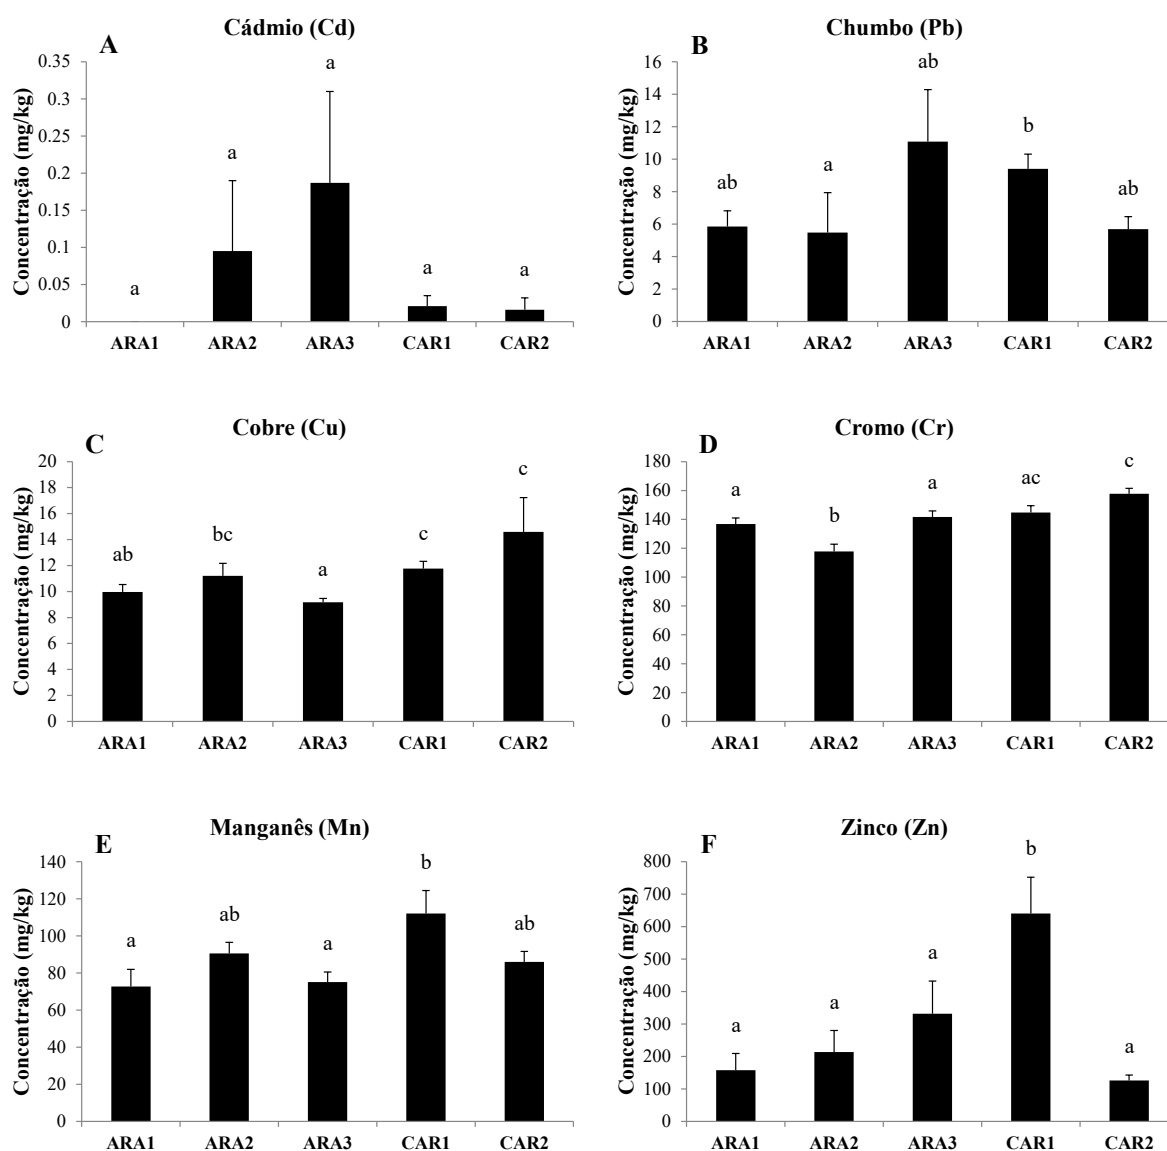 A
Cádmio (Cd)
Concentração (mg/kg)
0.35
0.3
0.25
0.2
0.15
0.1
0.05
0
a
a
a
a
a
ARA1 ARA2 ARA3 CAR1 CAR2
B
Chumbo (Pb)
Concentração (mg/kg)
16
14
12
10
8
6
4
2
0
ab
a
ab
b
ab
ARA1 ARA2 ARA3 CAR1 CAR2
C
Cobre (Cu)
Concentração (mg/kg)
20
18
16
14
12
10
8
6
4
2
0
ab
bc
a
c
c
ARA1 ARA2 ARA3 CAR1 CAR2
D
Cromo (Cr)
Concentração (mg/kg)
180
160
140
120
100
80
60
40
20
0
a
b
a
ac
c
ARA1 ARA2 ARA3 CAR1 CAR2
E
Manganês (Mn)
Concentração (mg/kg)
140
120
100
80
60
40
20
0
a
ab
a
b
ab
ARA1 ARA2 ARA3 CAR1 CAR2
F
Zinco (Zn)
Concentração (mg/kg)
800
700
600
500
400
300
200
100
0
a
a
a
b
a
ARA1 ARA2 ARA3 CAR1 CAR2